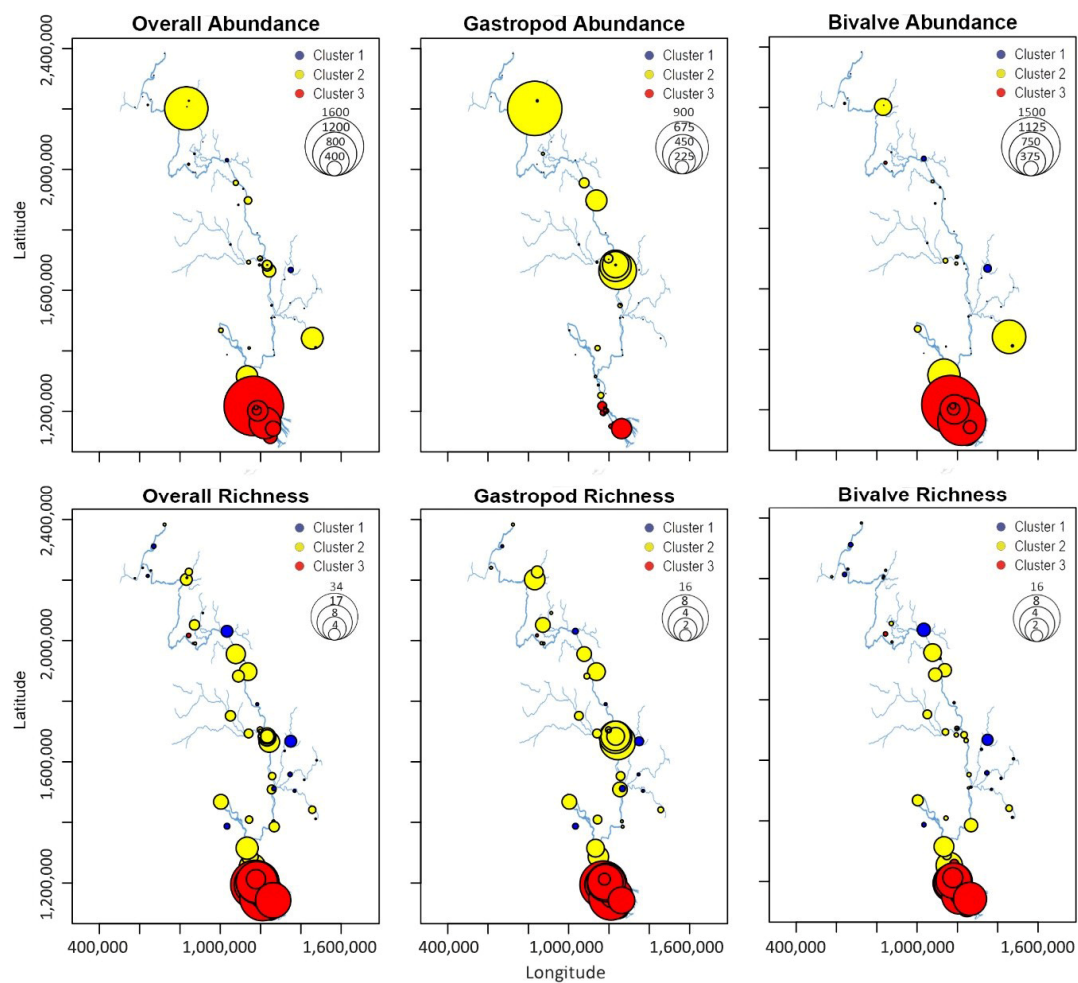 Overall Abundance
Gastropod Abundance
Bivalve Abundance
Cluster 1
Cluster 2
Cluster 3
1600
1200
800
400
Cluster 1
Cluster 2
Cluster 3
900
675
450
225
Cluster 1
Cluster 2
Cluster 3
1500
1125
750
375
Latitude
2,400,000
2,000,000
1,600,000
1,200,000
Overall Richness
Gastropod Richness
Bivalve Richness
Cluster 1
Cluster 2
Cluster 3
34
17
8
4
Cluster 1
Cluster 2
Cluster 3
16
8
4
2
Cluster 1
Cluster 2
Cluster 3
16
8
4
2
Latitude
2,400,000
2,000,000
1,600,000
1,200,000
400,000 1,000,000 1,600,000
400,000 1,000,000 1,600,000
400,000 1,000,000 1,600,000
Longitude